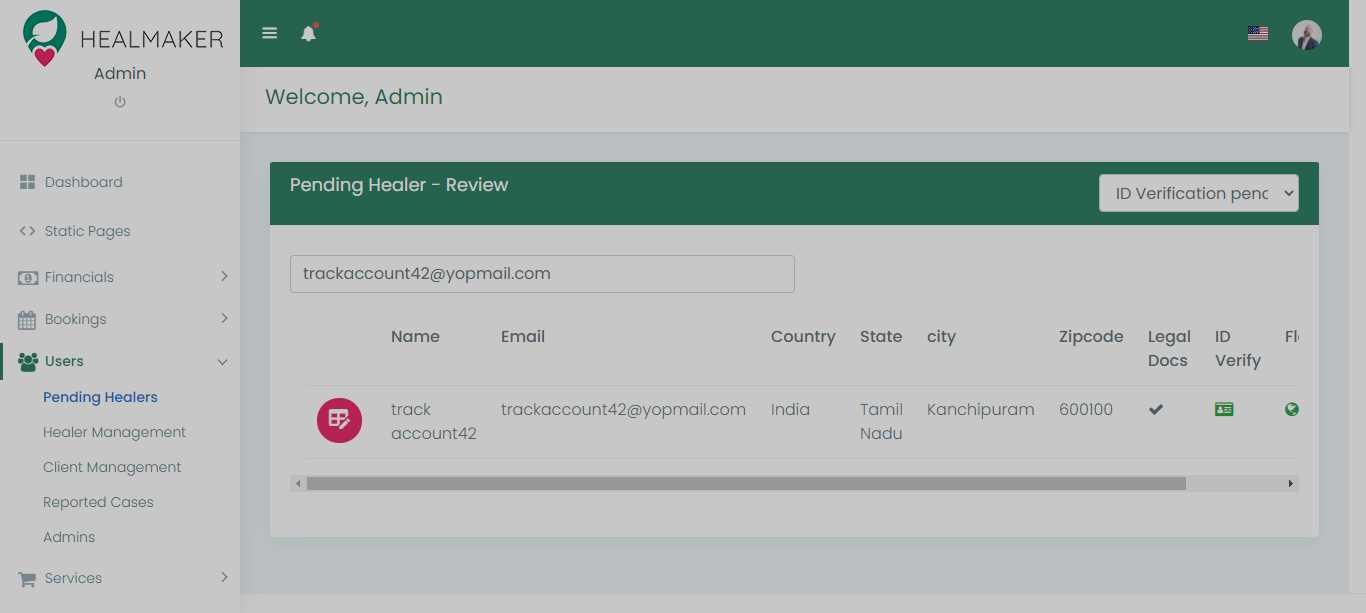 HEALMAKER
Admin
Welcome, Admin
Dashboard
Static Pages
Financials
Bookings
Users
Pending Healers
Healer Management
Client Management
Reported Cases
Admins
Services
Pending Healer - Review
ID Verification penc
trackaccount42@yopmail.com
Name Email Country State city Zipcode Legal Docs ID Verify
track account42 trackaccount42@yopmail.com India Tamil Nadu Kanchipuram 600100